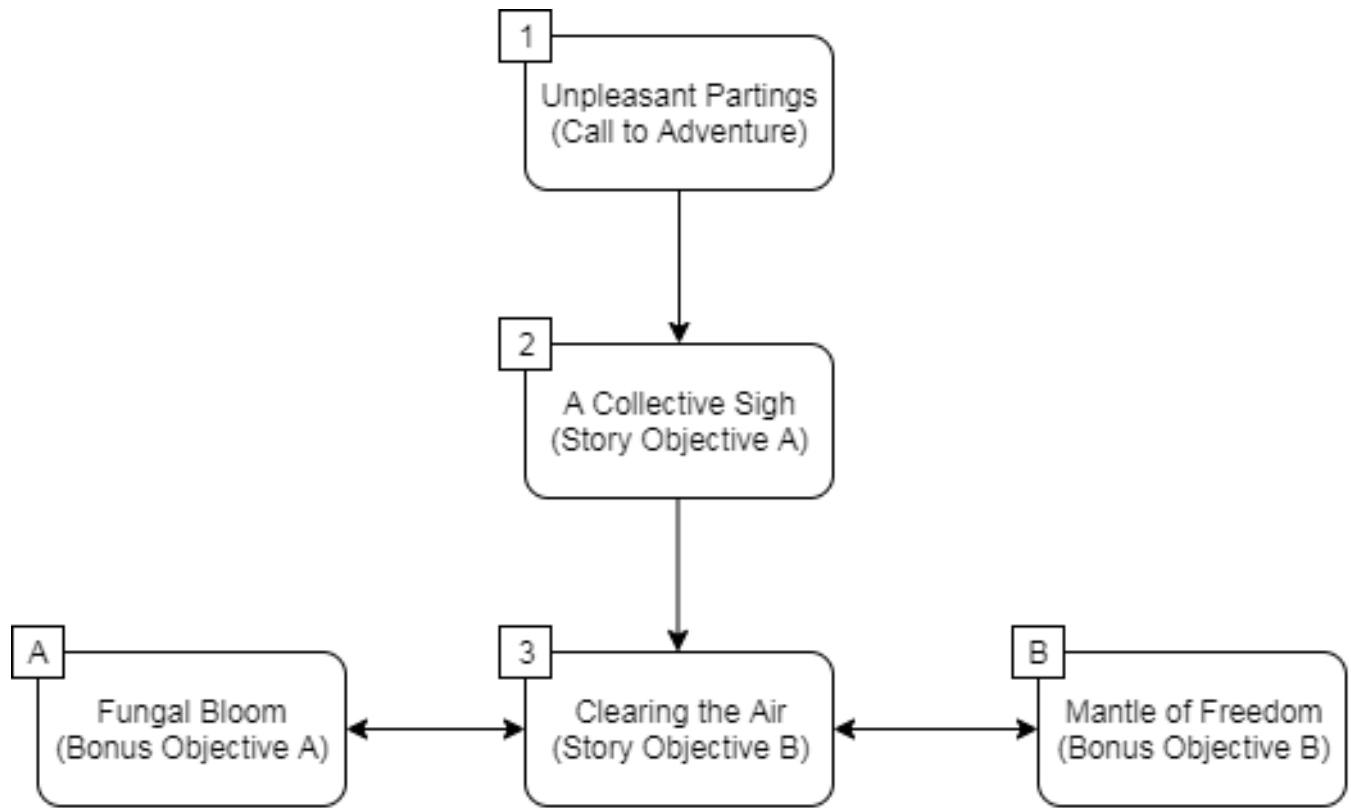 1
Unpleasant Partings
(Call to Adventure)
2
A Collective Sigh
(Story Objective A)
A
Fungal Bloom
(Bonus Objective A)
3
Clearing the Air
(Story Objective B)
B
Mantle of Freedom
(Bonus Objective B)